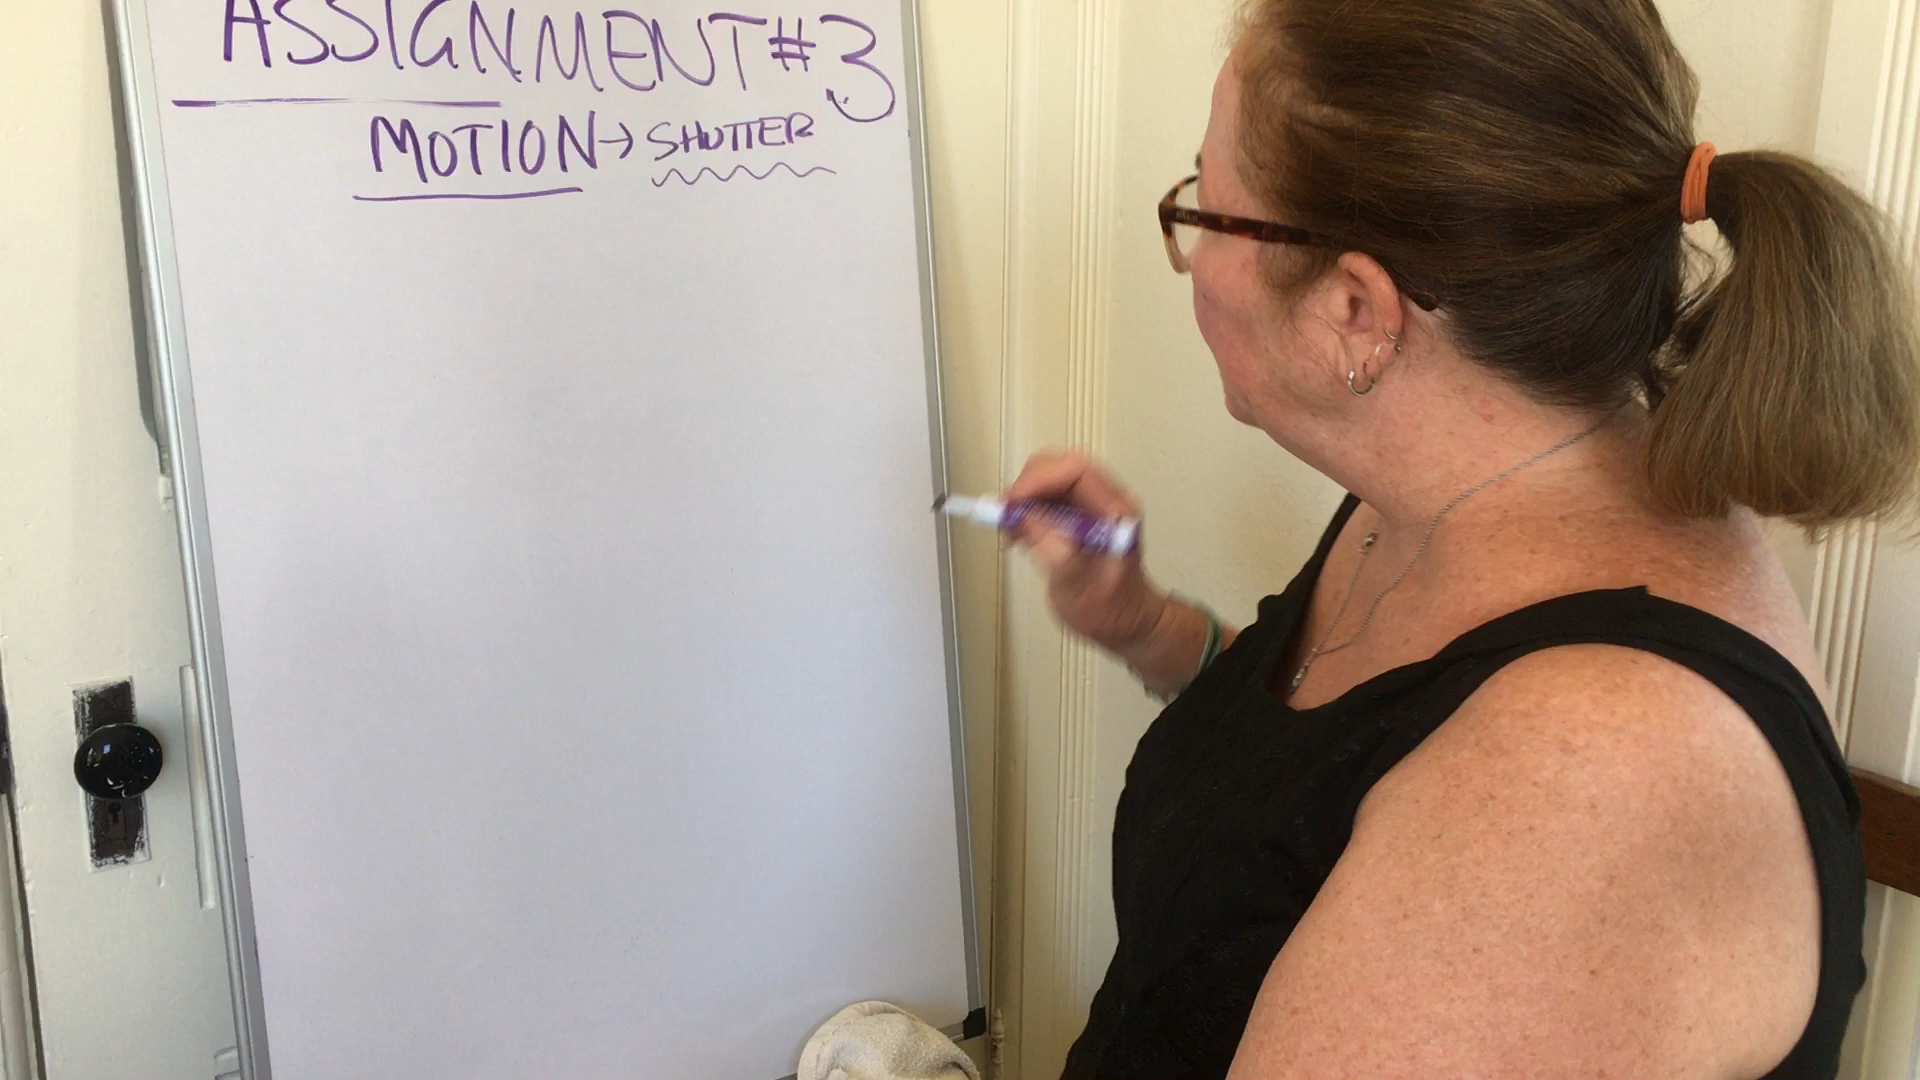 ASSIGNMENT #3
MOTION → SHUTTER